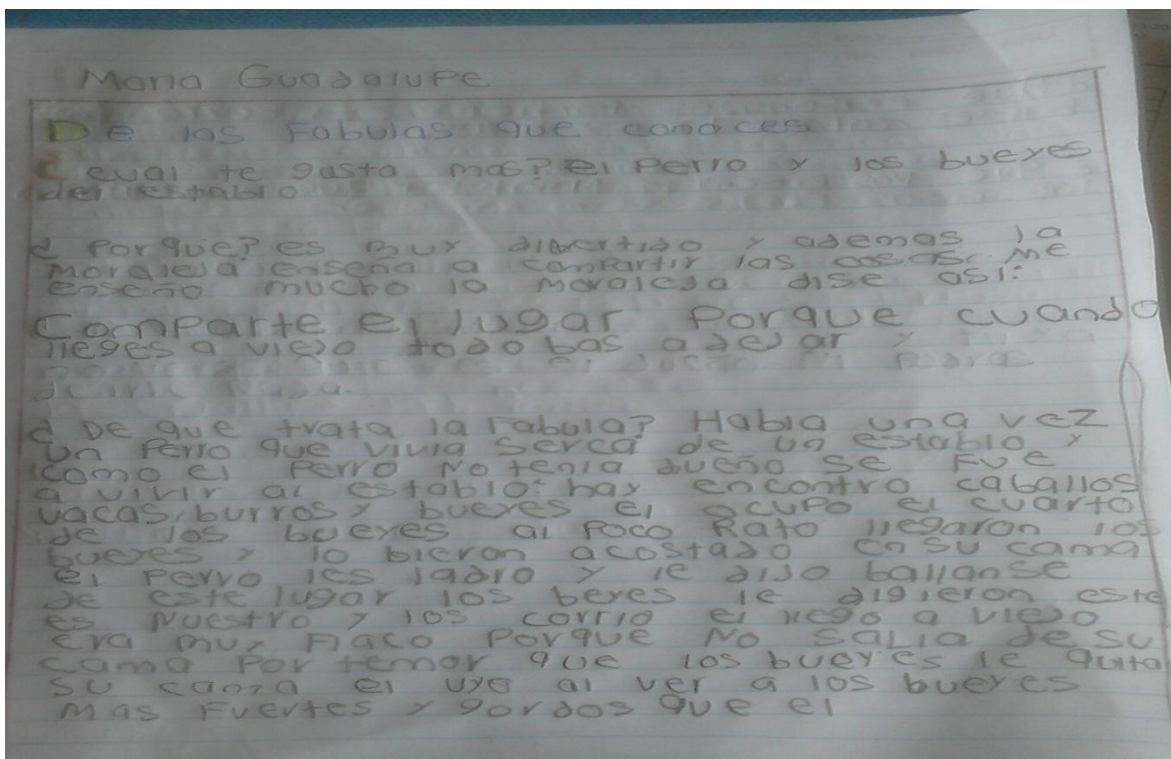 Maria Guadalupe
De las Fabulas que conoces
¿cual te gusta mas? el Perro y los bueyes
del establo
¿Porque? es muy divertido y ademas la
moraleja enseña a compartir las cosas. Me
enseño mucho la moraleja dise asi:
Comparte el lugar Porque cuando
lleges a viejo todo bas a dejar y
el dueño
¿De que trata la Fabula? Habia una vez
un Perro que vivia serca de un establo y
como el Perro No tenia dueño se Fue
a vivir al establo: hay encontro caballos
vacas, burros y bueyes el ocupo el cuarto
de los bueyes al Poco Rato llegaron los
bueyes y lo bieron acostado en su cama
el Perro les ladro y le dijo ballanse
de este lugar los beyes le digieron este
es Nuestro y los corrio el llego a viejo
era muy Flaco Porque No salia de su
cama Por temor que los bueyes le quita
su cama el uyo al ver a los bueyes
mas Fuertes y gordos que el